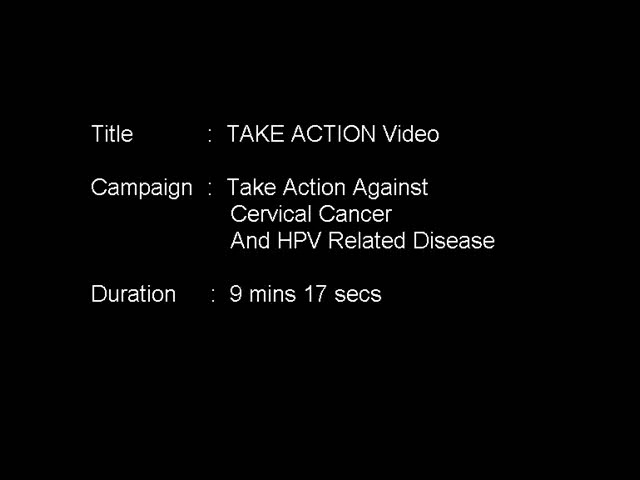 Title : TAKE ACTION Video
Campaign : Take Action Against
Cervical Cancer
And HPV Related Disease
Duration : 9 mins 17 secs